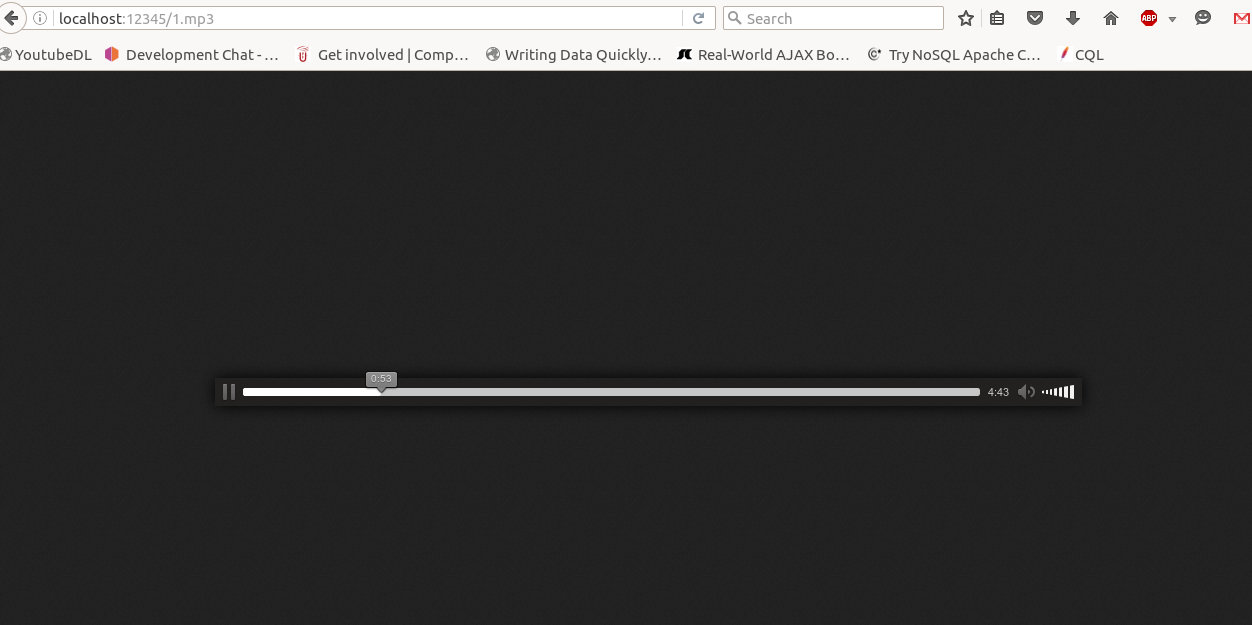 localhost:12345/1.mp3 Search ABP
YoutubeDL Development Chat - ... Get involved | Comp... Writing Data Quickly... Real-World AJAX Bo... Try NoSQL Apache C... CQL
0:53
4:43